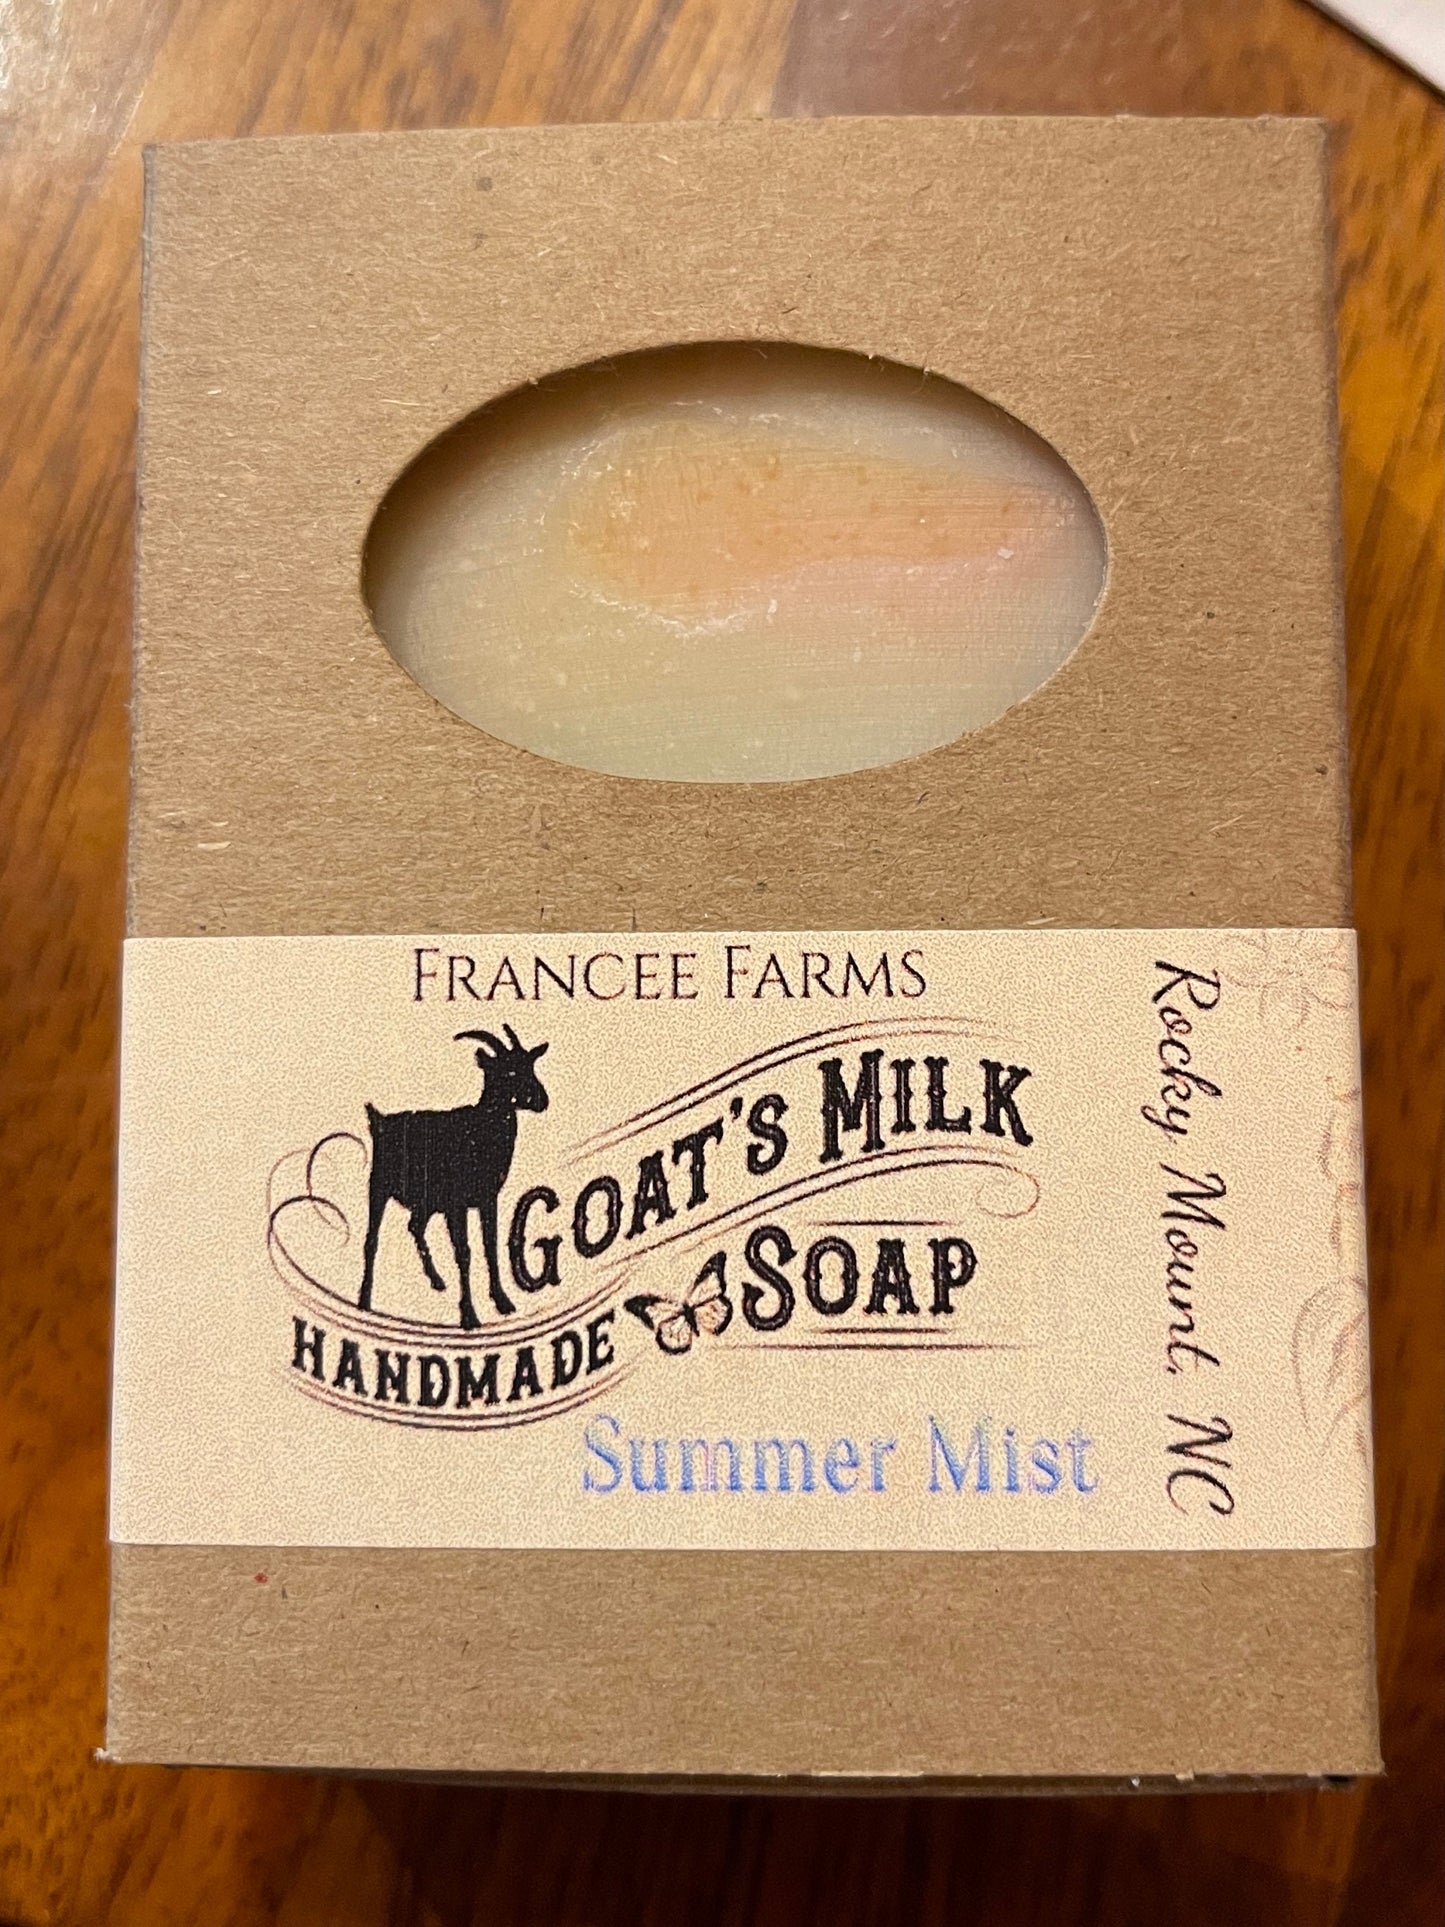 FRANCEE FARMS
GOAT'S MILK
HANDMADE SOAP
Summer Mist
Rocky Mount, NC